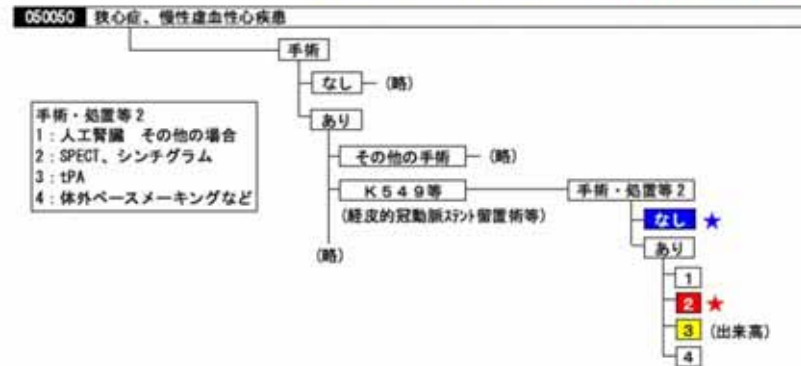 050050 狭心症、慢性虚血性心疾患
手術
なし (略)
あり
手術・処置等2
1:人工腎臓 その他の場合
2:SPECT、シンチグラム
3:tPA
4:体外ペースメーキングなど
その他の手術 (略)
K549等 手術・処置等2
(経皮的冠動脈ステント留置術等)
なし ★
あり
(略)
1
2 ★
3 (出来高)
4